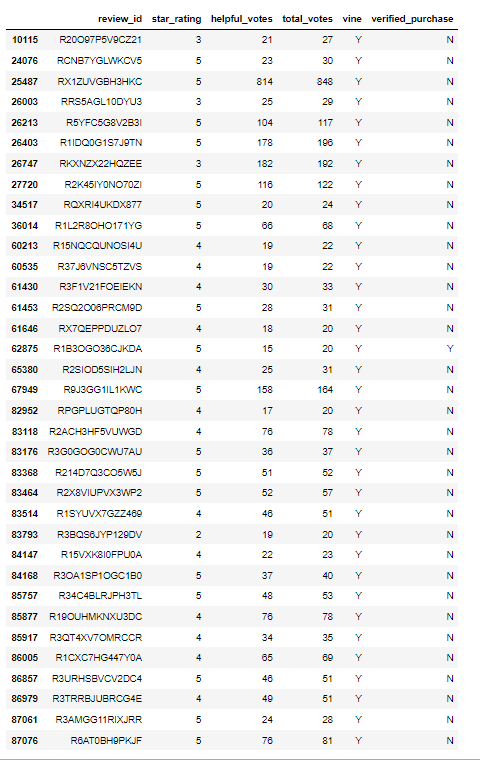 review_id star_rating helpful_votes total_votes vine verified_purchase
10115 R20O97P5V9CZ21 3 21 27 Y N
24076 RCNB7YGLWKCV5 5 23 30 Y N
25487 RX1ZUVGBH3HKC 5 814 848 Y N
26003 RRS5AGL10DYU3 3 25 29 Y N
26213 R5YFC5G8V2B3I 5 104 117 Y N
26403 R1IDQ0G1S7J9TN 5 178 196 Y N
26747 RKXNZX22HQZEE 3 182 192 Y N
27720 R2K45IY0NO70ZI 5 116 122 Y N
34517 RQXRI4UKDX877 5 20 24 Y N
36014 R1L2R8OHO171YG 5 66 68 Y N
60213 R15NQCQUNOSI4U 4 19 22 Y N
60535 R37J6VNSC5TZVS 4 19 22 Y N
61430 R3F1V21FOEIEKN 4 30 33 Y N
61453 R2SQ2O06PRCM9D 5 28 31 Y N
61646 RX7QEPPDUZLO7 4 18 20 Y N
62875 R1B3OGO36CJKDA 5 15 20 Y Y
65380 R2SIOD5SIH2LJN 4 25 31 Y N
67949 R9J3GG1IL1KWC 5 158 164 Y N
82952 RPGPLUGTQP80H 4 17 20 Y N
83118 R2ACH3HF5VUWGD 4 76 78 Y N
83176 R3G0GOG0CWU7AU 5 36 37 Y N
83368 R214D7Q3CO5W5J 5 51 52 Y N
83464 R2X8VIUPVX3WP2 5 52 57 Y N
83514 R1SYUVX7GZZ469 4 46 51 Y N
83793 R3BQS6JYP129DV 2 19 20 Y N
84147 R15VXK8I0FPU0A 4 22 23 Y N
84168 R3OA1SP1OGC1B0 5 37 40 Y N
85757 R34C4BLRJPH3TL 5 48 53 Y N
85877 R19OUHMKNXU3DC 4 76 78 Y N
85917 R3QT4XV7OMRCCR 4 34 35 Y N
86005 R1CXC7HG447Y0A 4 65 69 Y N
86857 R3URHSBVCV2DC4 5 46 51 Y N
86979 R3TRRBJUBRCG4E 4 49 51 Y N
87061 R3AMGG11RIXJRR 5 24 28 Y N
87076 R6AT0BH9PKJF 5 76 81 Y N